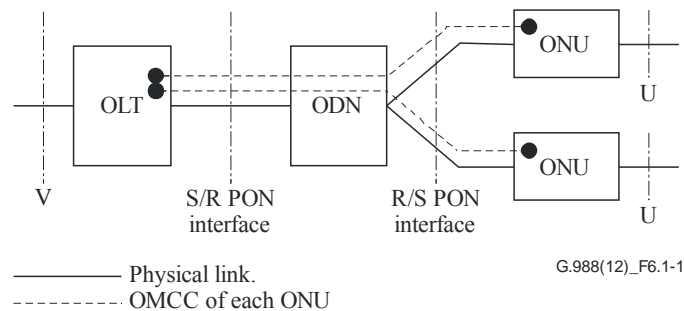 ONU
OLT
ODN
U
ONU
V
S/R PON
interface
R/S PON
interface
U
G.988(12)_F6.1-1
Physical link.
OMCC of each ONU